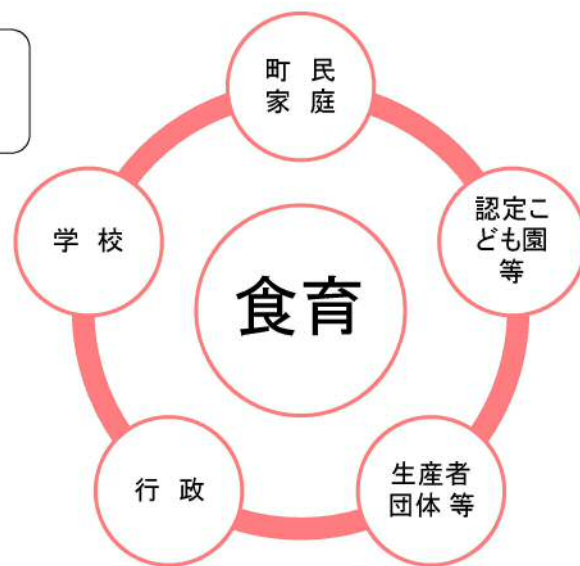 町 民
家 庭
認定こ
ども園
等
学 校
食育
生産者
団体 等
行 政